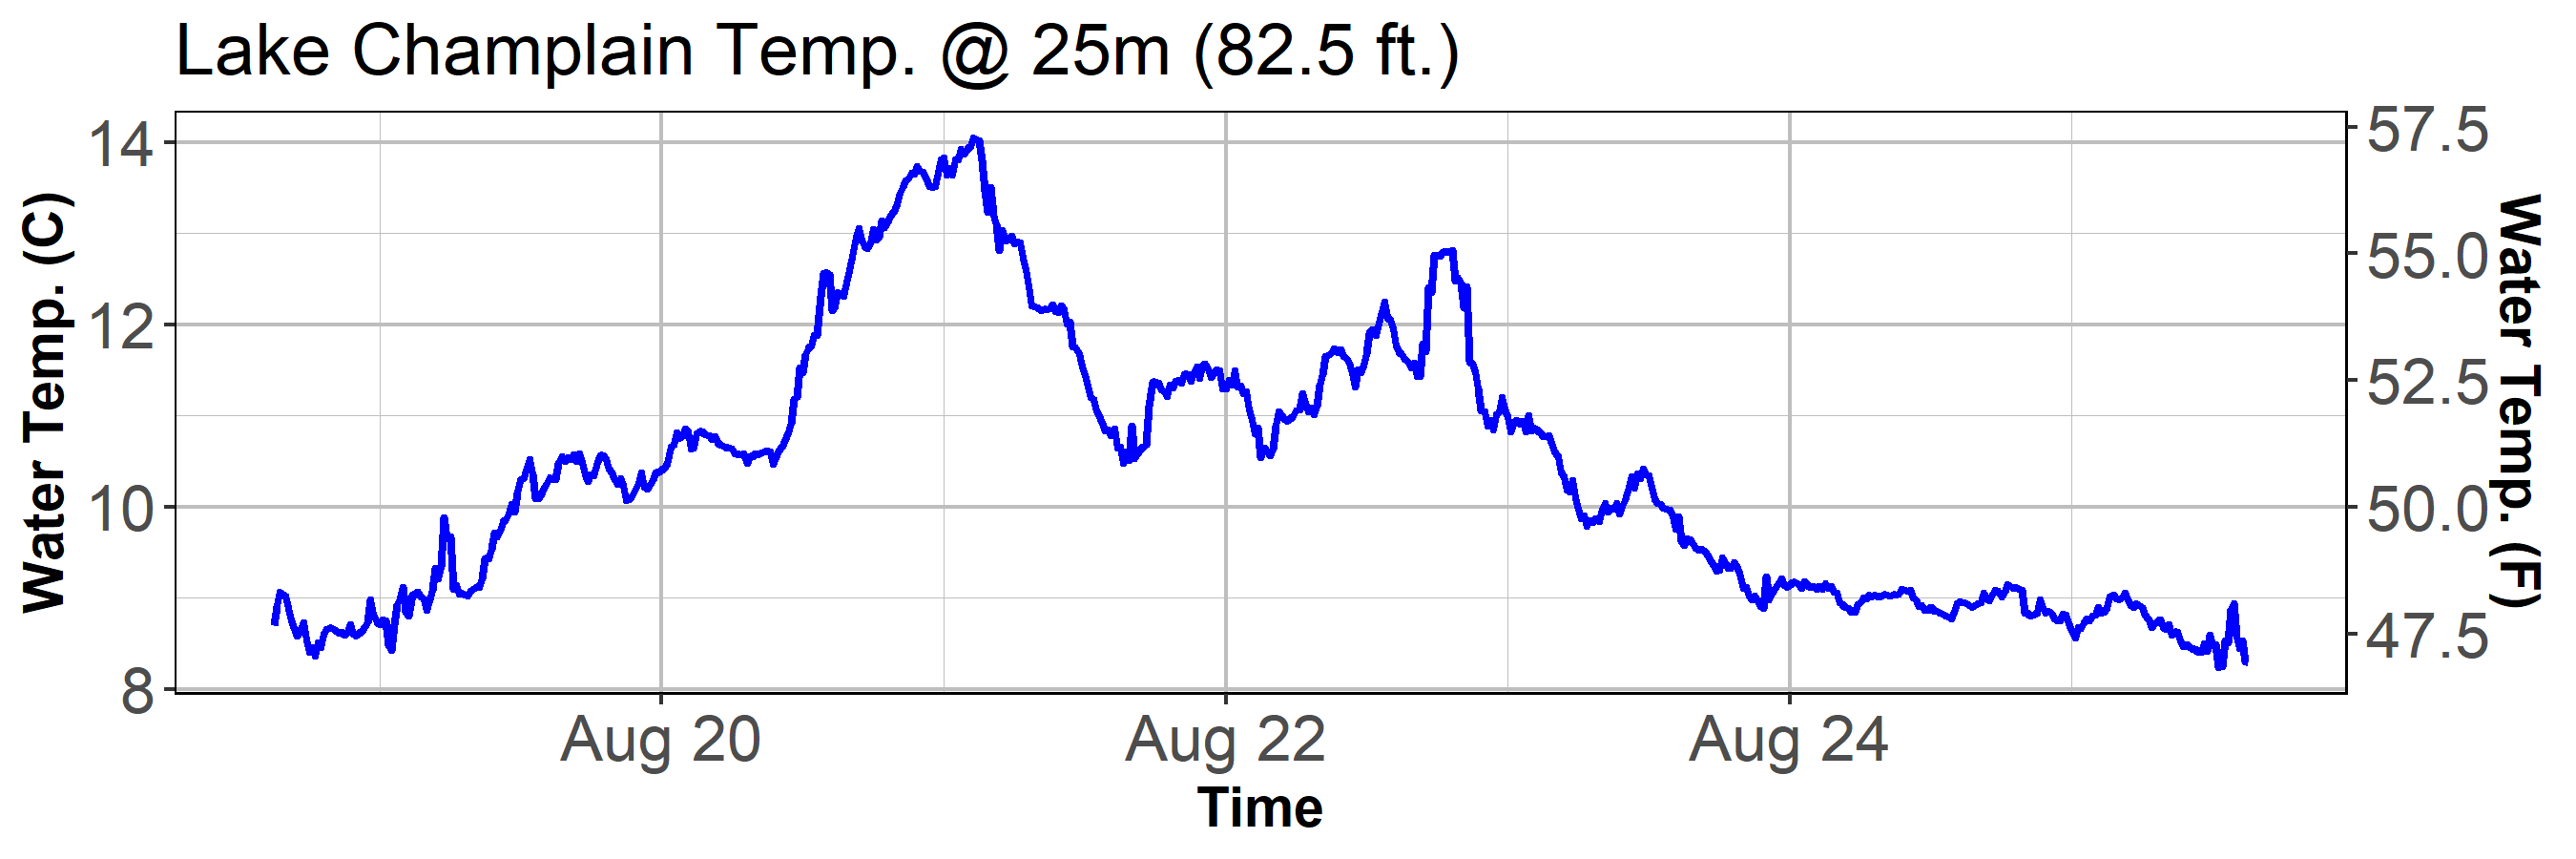 Lake Champlain Temp. @ 25m (82.5 ft.)
Water Temp. (C)
14
12
10
8
57.5
55.0
52.5
50.0
47.5
Water Temp. (F)
Aug 20 Aug 22 Aug 24
Time